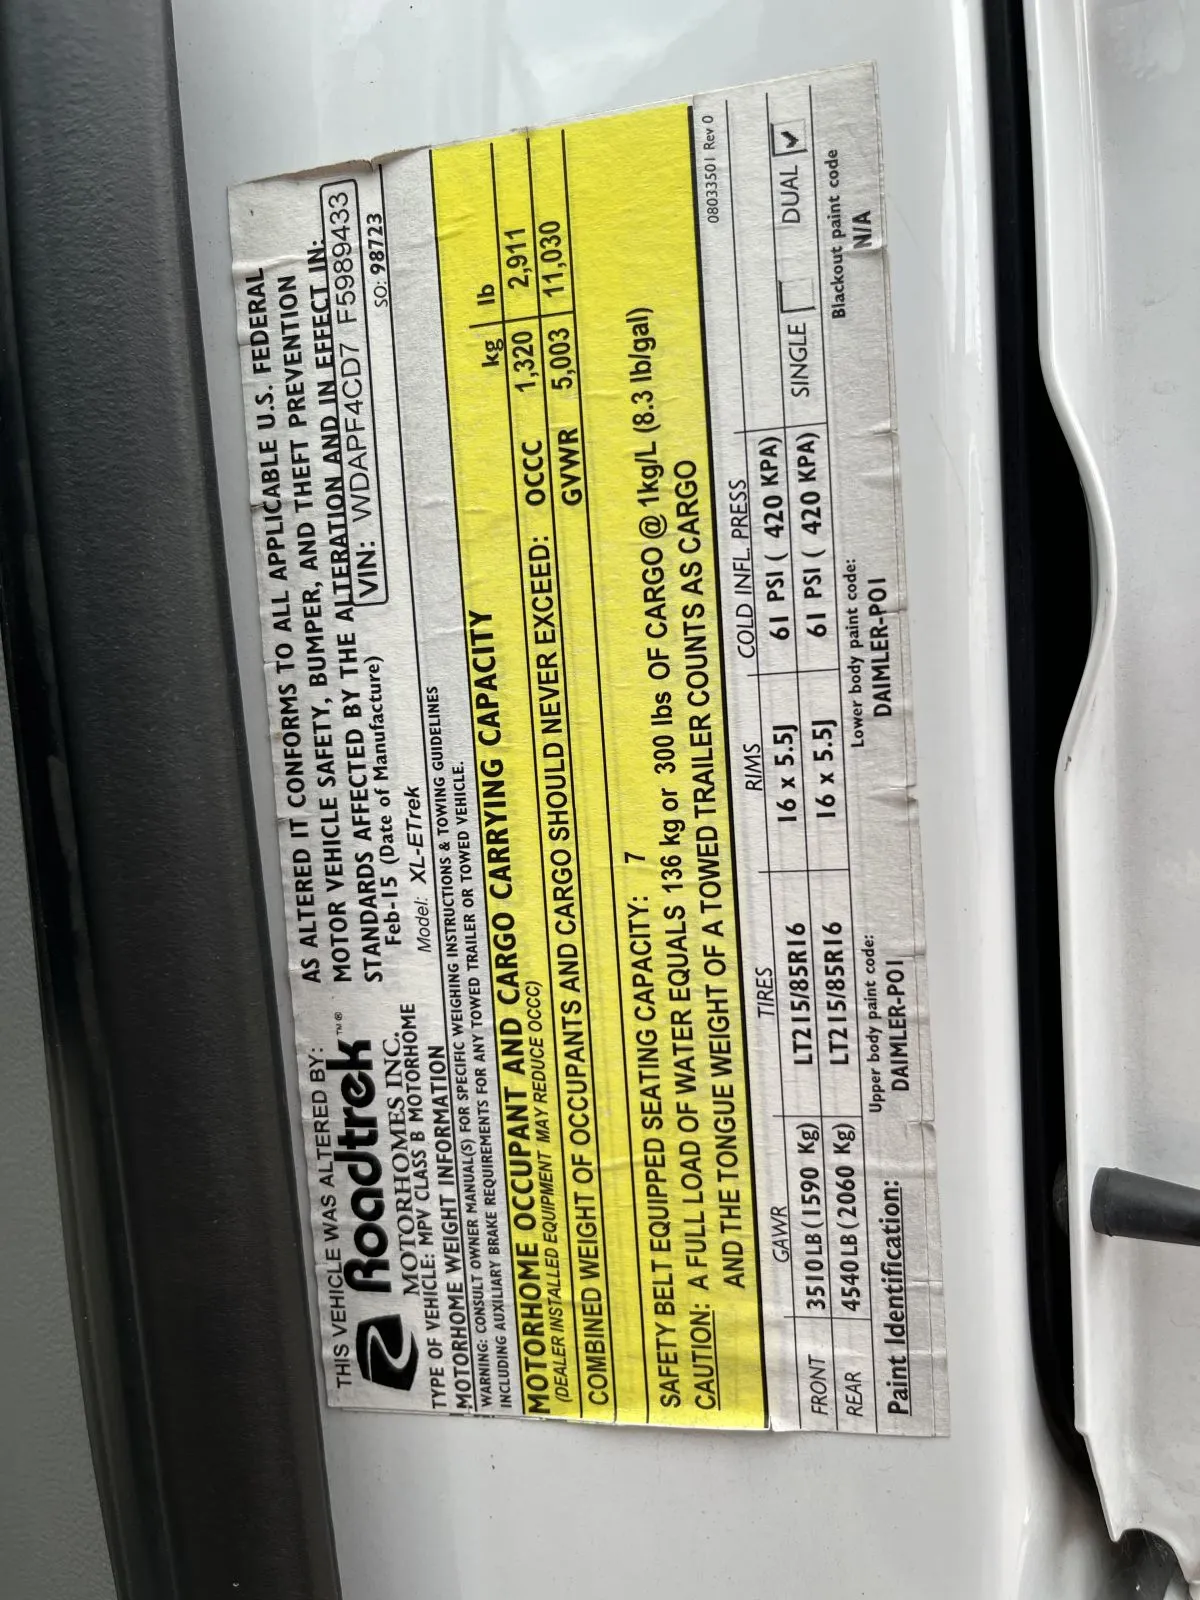 THIS VEHICLE WAS ALTERED BY:
Roadtrek™®
MOTORHOMES INC.
AS ALTERED IT CONFORMS TO ALL APPLICABLE U.S. FEDERAL
MOTOR VEHICLE SAFETY, BUMPER, AND THEFT PREVENTION
STANDARDS AFFECTED BY THE ALTERATION AND IN EFFECT IN:
Feb-15 (Date of Manufacture)
VIN: WDAPF4CD7 F5989433
TYPE OF VEHICLE: MPV CLASS B MOTORHOME
Model: XL-ETrek
SO: 98723
MOTORHOME WEIGHT INFORMATION
WARNING: CONSULT OWNER MANUAL(S) FOR SPECIFIC WEIGHING INSTRUCTIONS & TOWING GUIDELINES
INCLUDING AUXILIARY BRAKE REQUIREMENTS FOR ANY TOWED TRAILER OR TOWED VEHICLE.
MOTORHOME OCCUPANT AND CARGO CARRYING CAPACITY
(DEALER INSTALLED EQUIPMENT MAY REDUCE OCCC)
kg lb
COMBINED WEIGHT OF OCCUPANTS AND CARGO SHOULD NEVER EXCEED: OCCC 1,320 2,911
GVWR 5,003 11,030
SAFETY BELT EQUIPPED SEATING CAPACITY: 7
CAUTION: A FULL LOAD OF WATER EQUALS 136 kg or 300 lbs OF CARGO @ 1kg/L (8.3 lb/gal)
AND THE TONGUE WEIGHT OF A TOWED TRAILER COUNTS AS CARGO
08033501 Rev 0
GAWR TIRES RIMS COLD INFL. PRESS
FRONT 3510LB(1590 Kg) LT215/85R16 16 x 5.5J 61 PSI ( 420 KPA)
REAR 4540LB(2060 Kg) LT215/85R16 16 x 5.5J 61 PSI ( 420 KPA) SINGLE DUAL ✓
Paint Identification:
Upper body paint code:
DAIMLER-PO1
Lower body paint code:
DAIMLER-PO1
Blackout paint code
N/A